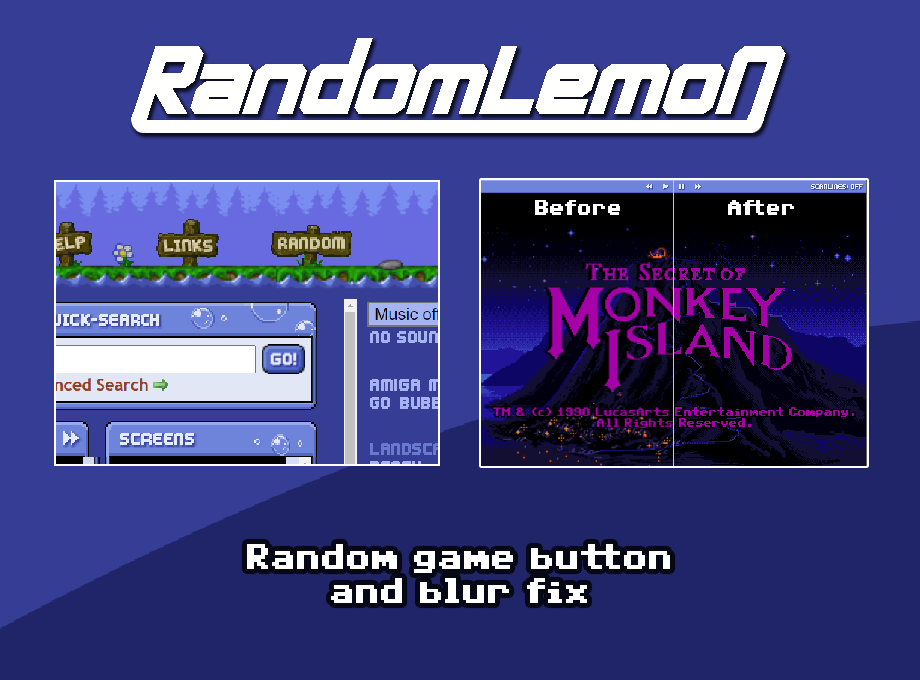 RandomLemon
ELP
LINKS
RANDOM
UICK-SEARCH
GO!
nced Search
SCREENS
Music of
NO SOUN
AMIGA M
GO BUBB
LANDSCA
SCANLINES: OFF
Before
After
The Secret of
Monkey
Island
TM & (c) 1990 LucasArts Entertainment Company.
All Rights Reserved.
Random game button
and blur fix